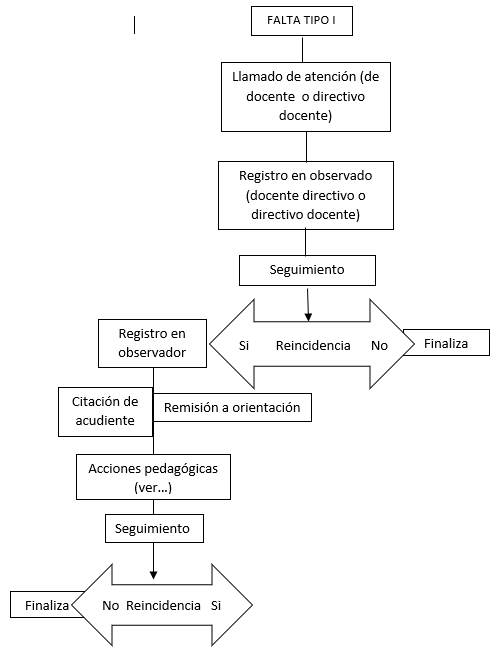 FALTA TIPO I
Llamado de atención (de
docente o directivo
docente)
Registro en observado
(docente directivo o
directivo docente)
Seguimiento
Si Reincidencia No
Finaliza
Registro en
observador
Citación de
acudiente
Remisión a orientación
Acciones pedagógicas
(ver...)
Seguimiento
Finaliza
No Reincidencia Si